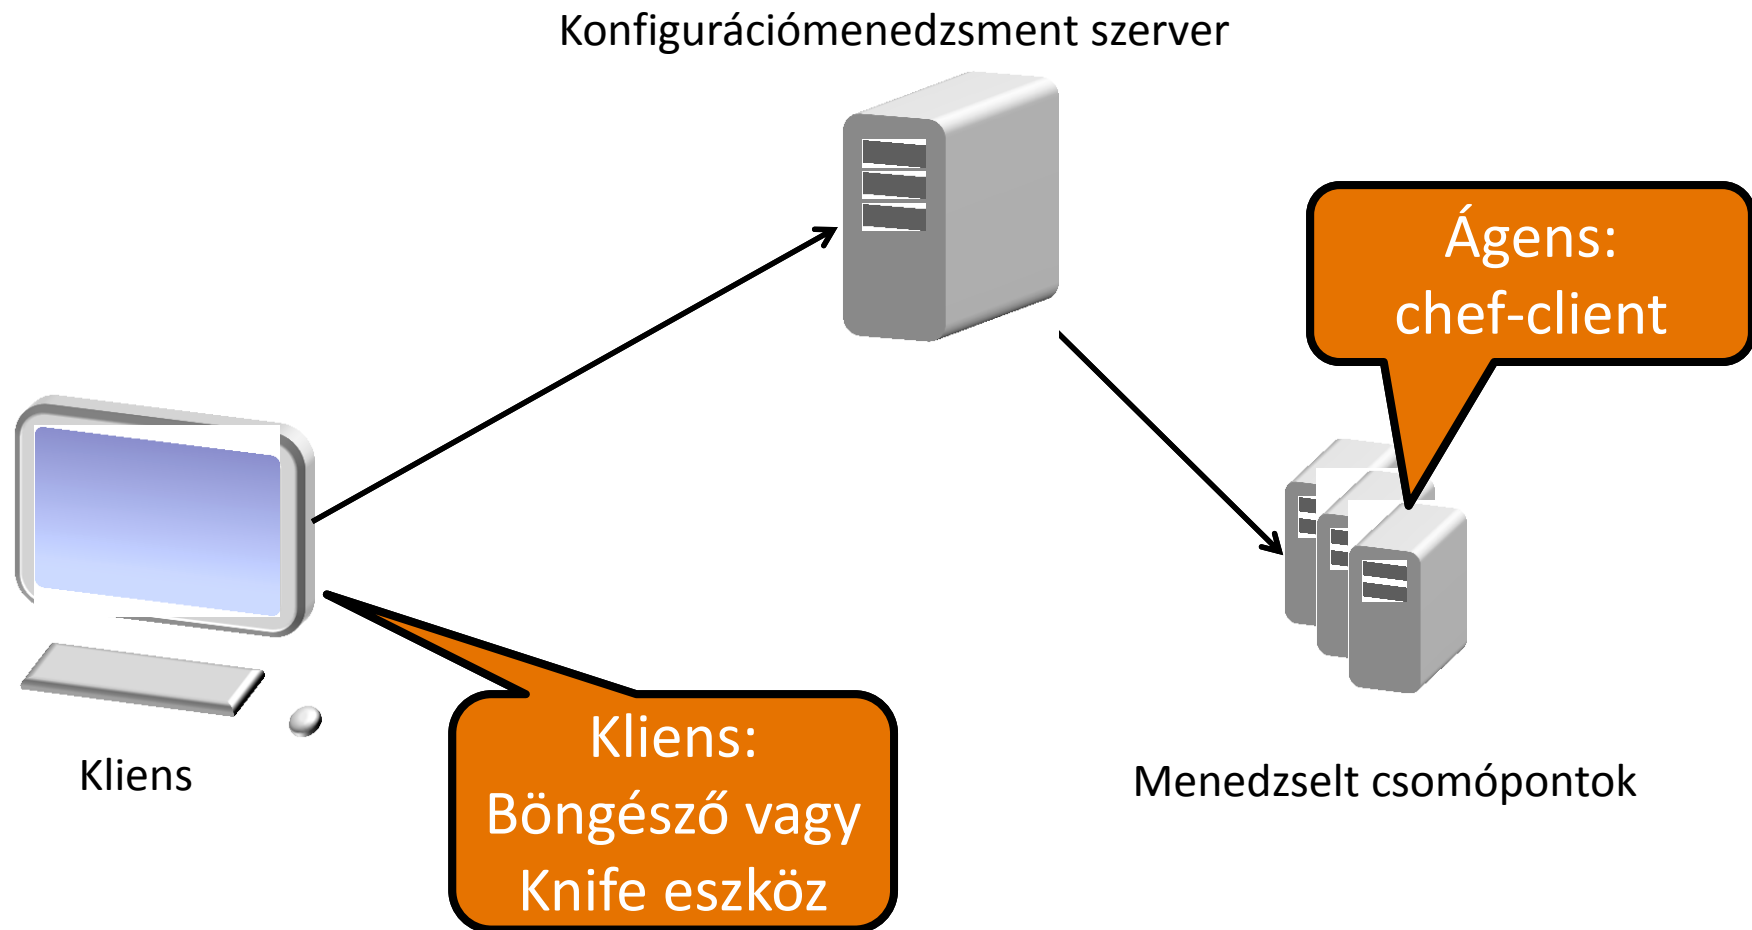 Konfigurációmenedzsment szerver
Ágens:
chef-client
Kliens
Kliens:
Böngésző vagy
Knife eszköz
Menedzselt csomópontok